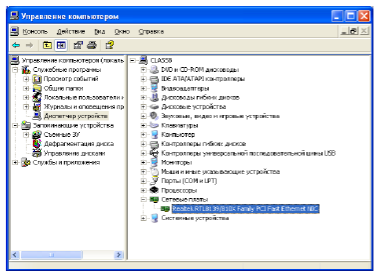 Управление компьютером
Консоль Действие Вид Окно Справка
Управление компьютером (локаль
Служебные программы
Просмотр событий
Общие папки
Локальные пользователи и
Журналы и оповещения пр
Диспетчер устройств
Запоминающие устройства
Съемные ЗУ
Дефрагментация диска
Управление дисками
Службы и приложения
CLASS8
DVD и CD-ROM дисководы
IDE ATA/ATAPI контроллеры
Видеоадаптеры
Дисководы гибких дисков
Дисковые устройства
Звуковые, видео и игровые устройства
Клавиатуры
Компьютер
Контроллеры гибких дисков
Контроллеры универсальной последовательной шины USB
Мониторы
Мыши и иные указывающие устройства
Порты (COM и LPT)
Процессоры
Сетевые платы
Realtek RTL8139/810X Family PCI Fast Ethernet NIC
Системные устройства